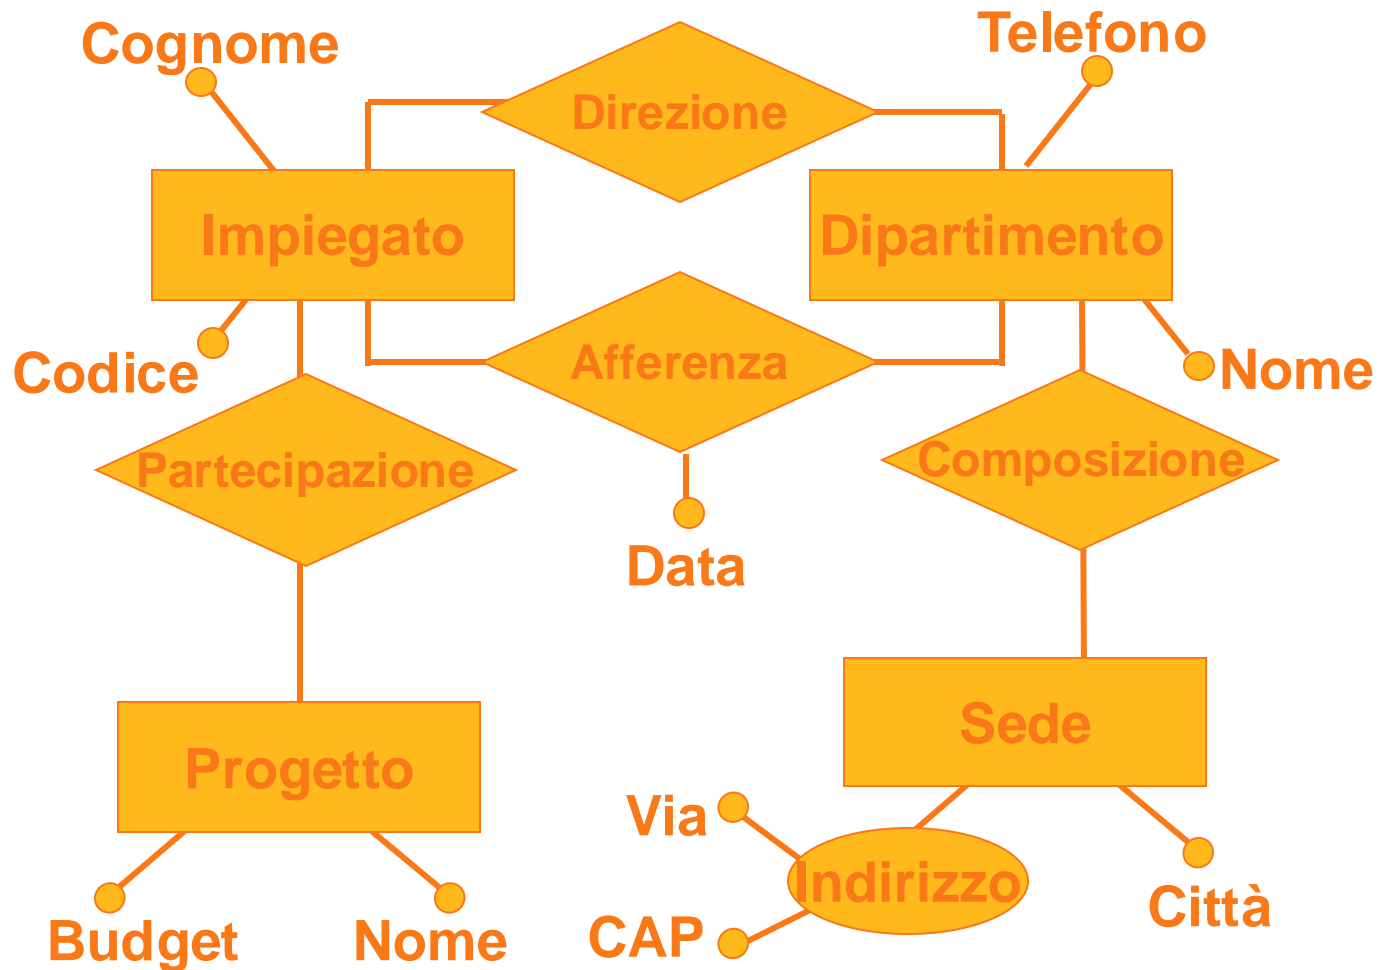 Cognome
Telefono
Direzione
Impiegato
Dipartimento
Codice
Afferenza
Nome
Partecipazione
Composizione
Data
Sede
Progetto
Via
Indirizzo
Città
CAP
Budget
Nome